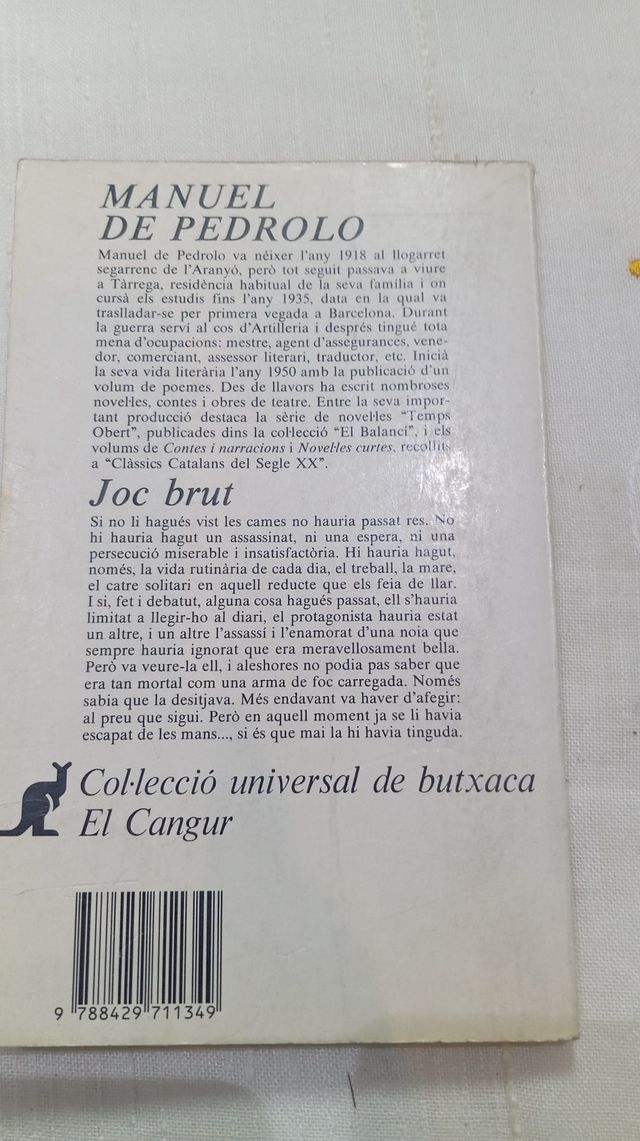 MANUEL
DE PEDROLO
Manuel de Pedrolo va néixer l'any 1918 al llogarret
segarrenc de l'Aranyó, però tot seguit passava a viure
a Tàrrega, residència habitual de la seva família i on
cursà els estudis fins l'any 1935, data en la qual va
traslladar-se per primera vegada a Barcelona. Durant
la guerra serví al cos d'Artilleria i després tingué tota
mena d'ocupacions: mestre, agent d'assegurances, vene-
dor, comerciant, assessor literari, traductor, etc. Inicià
la seva vida literària l'any 1950 amb la publicació d'un
volum de poemes. Des de llavors ha escrit nombroses
novel·les, contes i obres de teatre. Entre la seva impor-
tant producció destaca la sèrie de novel·les “Temps
Obert”, publicades dins la col·lecció “El Balancí”, i els
volums de Contes i narracions i Novel·les curtes, recollits
a “Clàssics Catalans del Segle XX”.
Joc brut
Si no li hagués vist les cames no hauria passat res. No
hi hauria hagut un assassinat, ni una espera, ni una
persecució miserable i insatisfactòria. Hi hauria hagut,
només, la vida rutinària de cada dia, el treball, la mare,
el catre solitari en aquell reducte que els feia de llar.
I si, fet i debatut, alguna cosa hagués passat, ell s'hauria
limitat a llegir-ho al diari, el protagonista hauria estat
un altre, i un altre l'assassí i l'enamorat d'una noia que
sempre hauria ignorat que era meravellosament bella.
Però va veure-la ell, i aleshores no podia pas saber que
era tan mortal com una arma de foc carregada. Només
sabia que la desitjava. Més endavant va haver d'afegir:
al preu que sigui. Però en aquell moment ja se li havia
escapat de les mans..., si és que mai la hi havia tinguda.
Col·lecció universal de butxaca
El Cangur
9 788429 711349